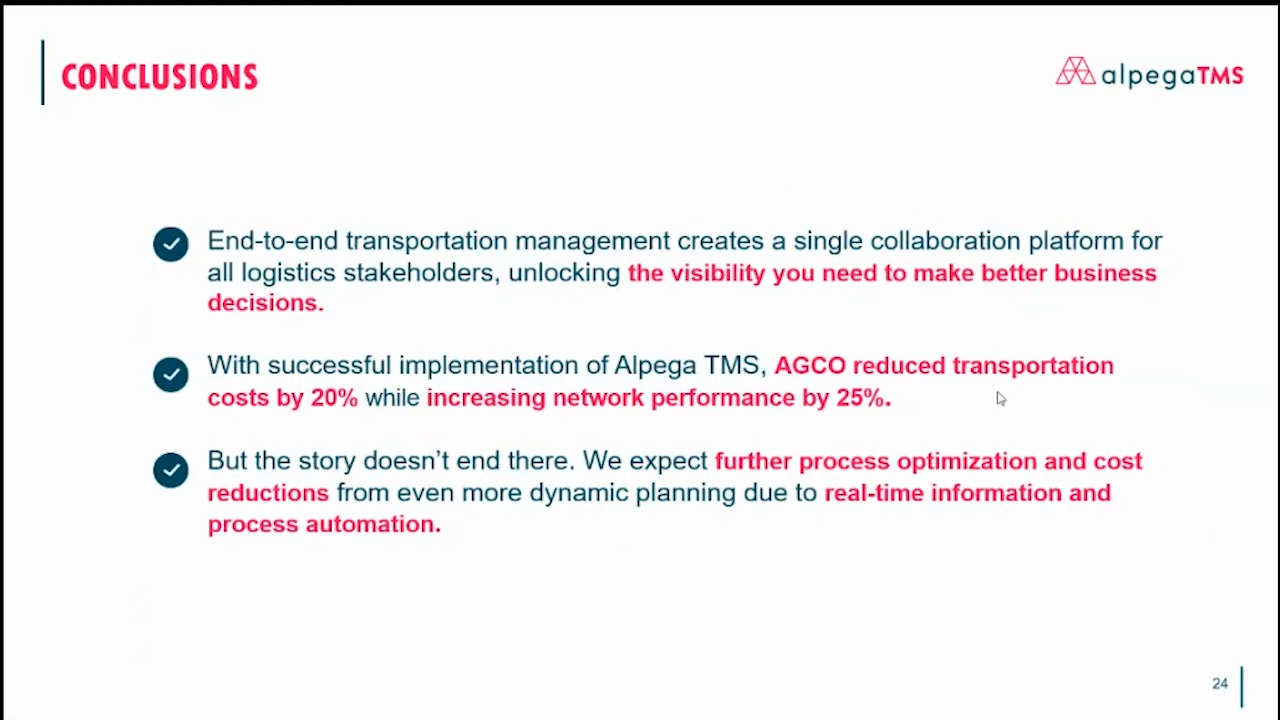 CONCLUSIONS
alpegaTMS
End-to-end transportation management creates a single collaboration platform for
all logistics stakeholders, unlocking the visibility you need to make better business
decisions.
With successful implementation of Alpega TMS, AGCO reduced transportation
costs by 20% while increasing network performance by 25%.
But the story doesn’t end there. We expect further process optimization and cost
reductions from even more dynamic planning due to real-time information and
process automation.
24